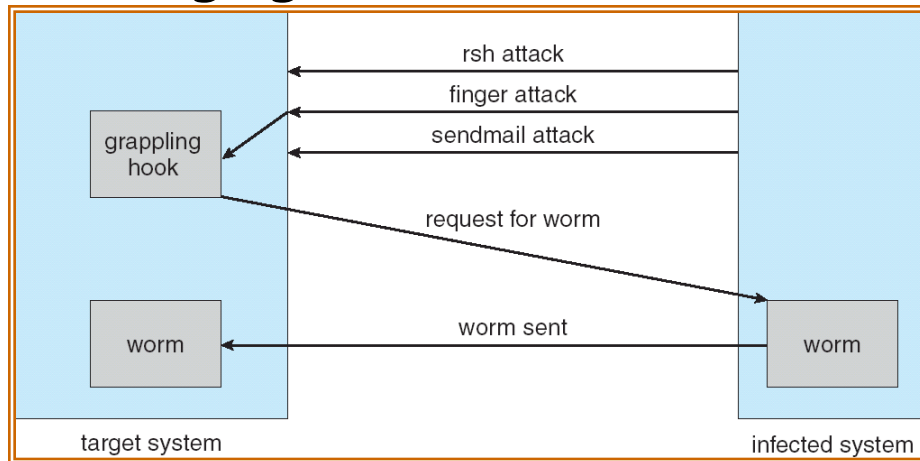 rsh attack
finger attack
sendmail attack
grappling
hook
request for worm
worm sent
worm
worm
target system
infected system